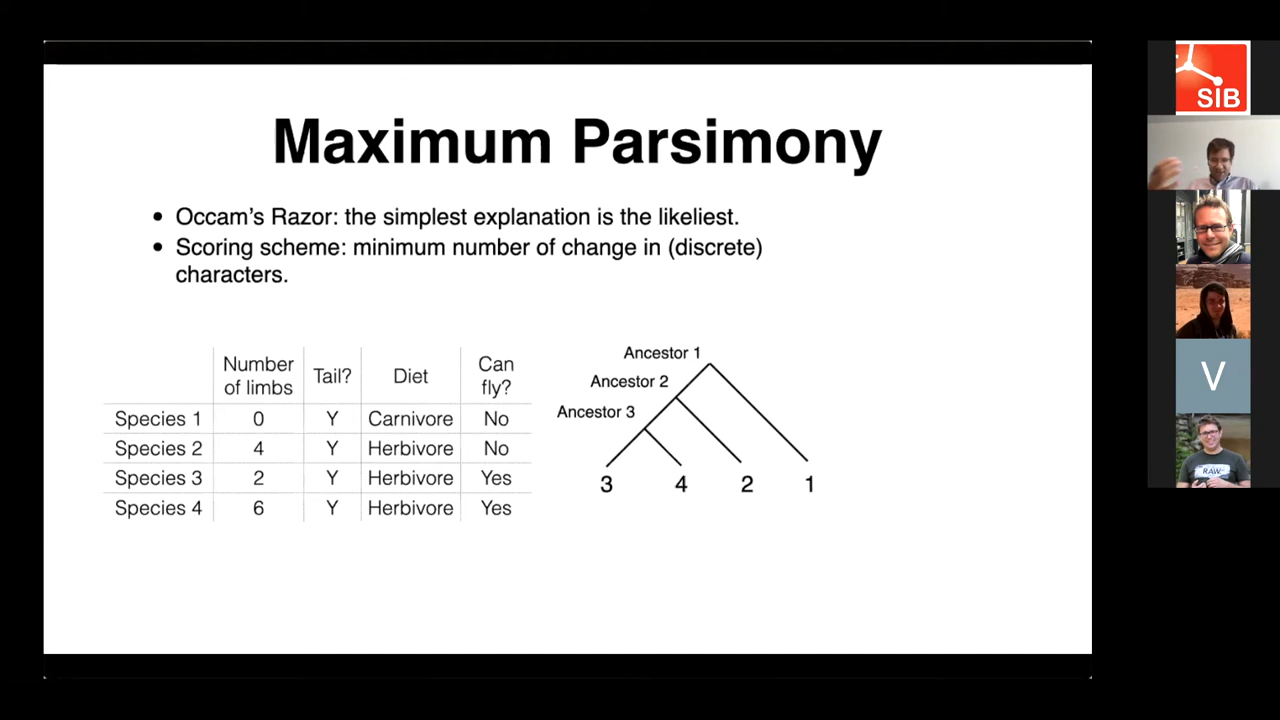 Maximum Parsimony
• Occam's Razor: the simplest explanation is the likeliest.
• Scoring scheme: minimum number of change in (discrete)
characters.
Number of limbs Tail? Diet Can fly?
Species 1 0 Y Carnivore No
Species 2 4 Y Herbivore No
Species 3 2 Y Herbivore Yes
Species 4 6 Y Herbivore Yes
Ancestor 1
Ancestor 2
Ancestor 3
3 4 2 1
SIB
V
RAW